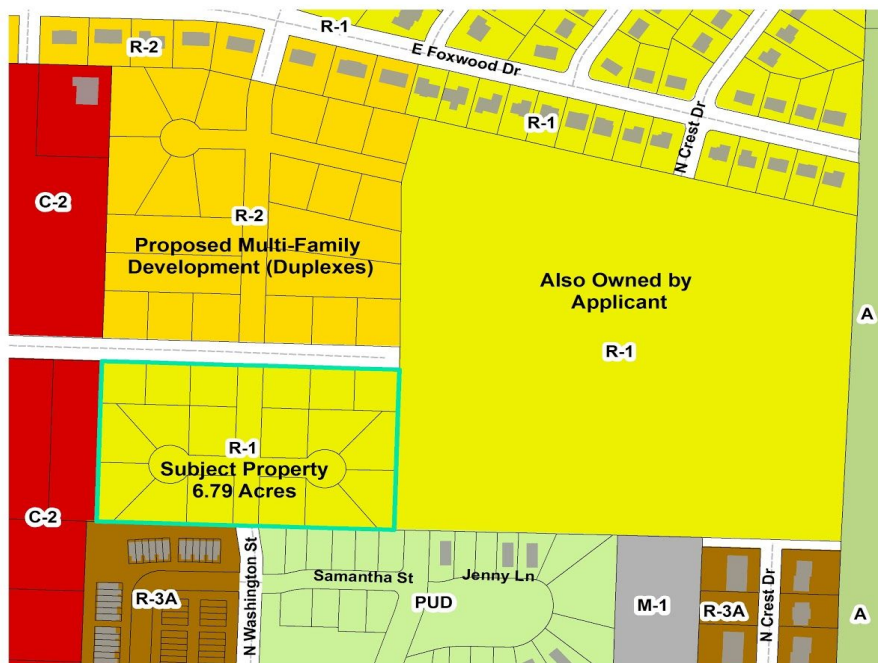 R-1
R-2
E Foxwood Dr
R-1
N Crest Dr
C-2
R-2
Proposed Multi-Family
Development (Duplexes)
Also Owned by
Applicant
A
R-1
R-1
Subject Property
6.79 Acres
C-2
N Washington St
Samantha St
Jenny Ln
R-3A
PUD
M-1
R-3A
N Crest Dr
A